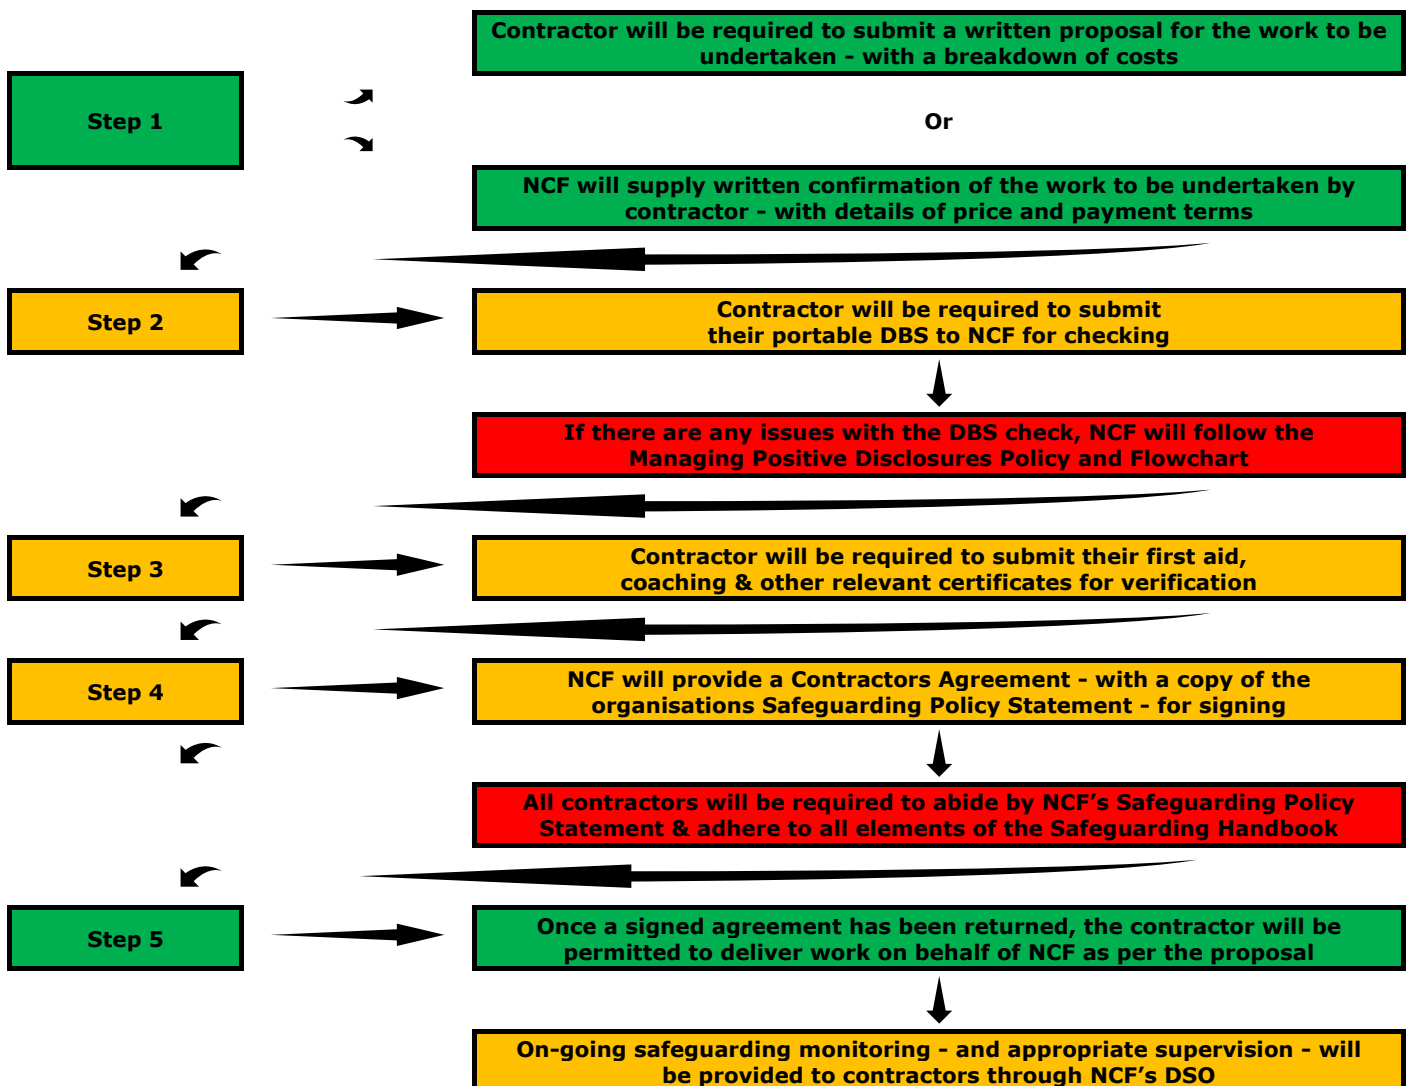 Contractor will be required to submit a written proposal for the work to be
undertaken - with a breakdown of costs
Step 1
Or
NCF will supply written confirmation of the work to be undertaken by
contractor - with details of price and payment terms
Step 2
Contractor will be required to submit
their portable DBS to NCF for checking
If there are any issues with the DBS check, NCF will follow the
Managing Positive Disclosures Policy and Flowchart
Step 3
Contractor will be required to submit their first aid,
coaching & other relevant certificates for verification
Step 4
NCF will provide a Contractors Agreement - with a copy of the
organisations Safeguarding Policy Statement - for signing
All contractors will be required to abide by NCF’s Safeguarding Policy
Statement & adhere to all elements of the Safeguarding Handbook
Step 5
Once a signed agreement has been returned, the contractor will be
permitted to deliver work on behalf of NCF as per the proposal
On-going safeguarding monitoring - and appropriate supervision - will
be provided to contractors through NCF’s DSO